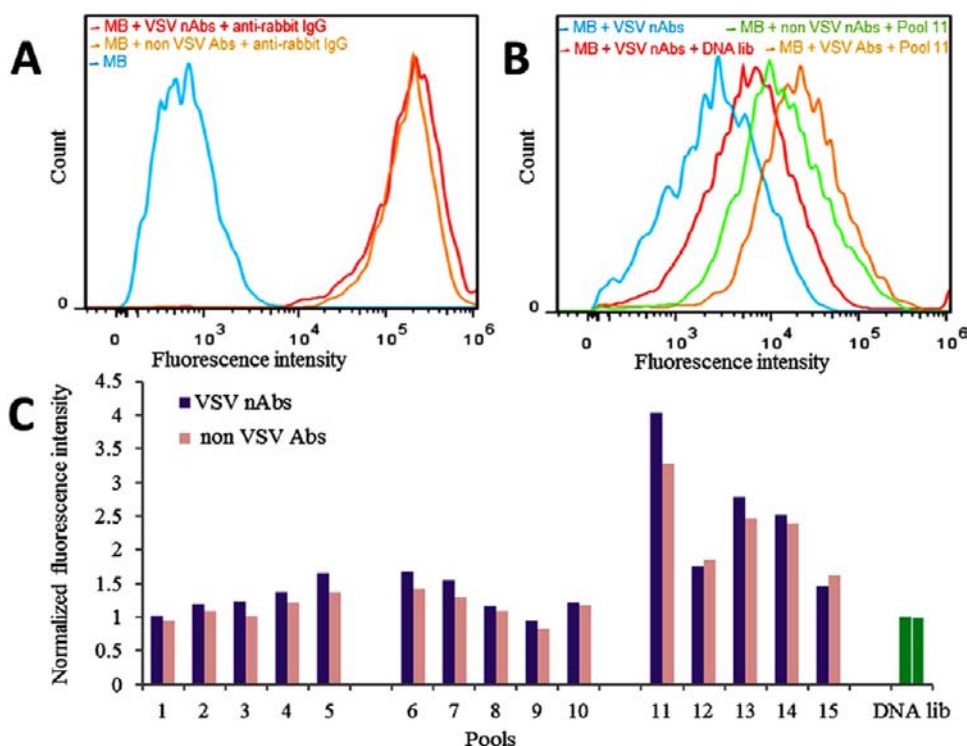 A
MB + VSV nAbs + anti-rabbit IgG
MB + non VSV Abs + anti-rabbit IgG
MB
Count
0
0 10³ 10⁴ 10⁵ 10⁶
Fluorescence intensity
B
MB + VSV nAbs MB + non VSV nAbs + Pool 11
MB + VSV nAbs + DNA lib MB + VSV Abs + Pool 11
Count
0
0 10³ 10⁴ 10⁵ 10⁶
Fluorescence intensity
C
Normalized fluorescence intensity
4.5
4
3.5
3
2.5
2
1.5
1
0.5
0
VSV nAbs
non VSV Abs
1 2 3 4 5 6 7 8 9 10 11 12 13 14 15 DNA lib
Pools